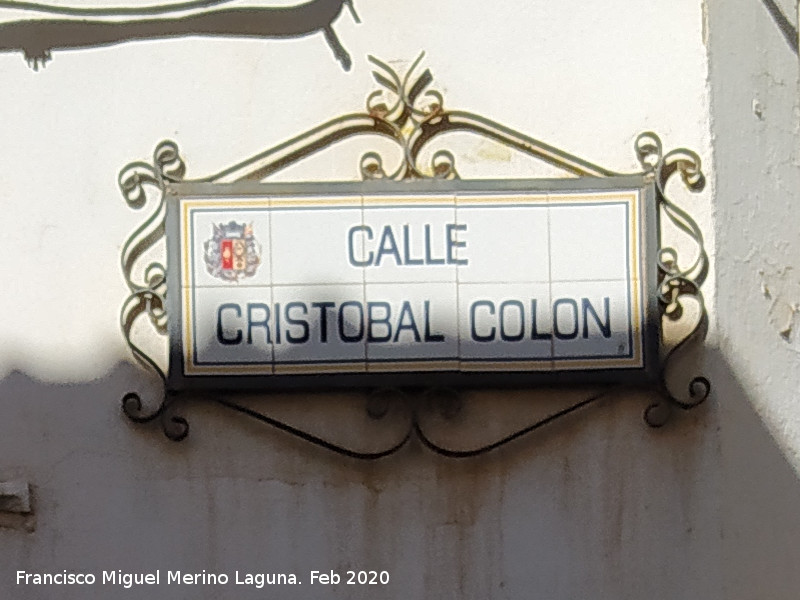 CALLE
CRISTOBAL COLON
Francisco Miguel Merino Laguna. Feb 2020